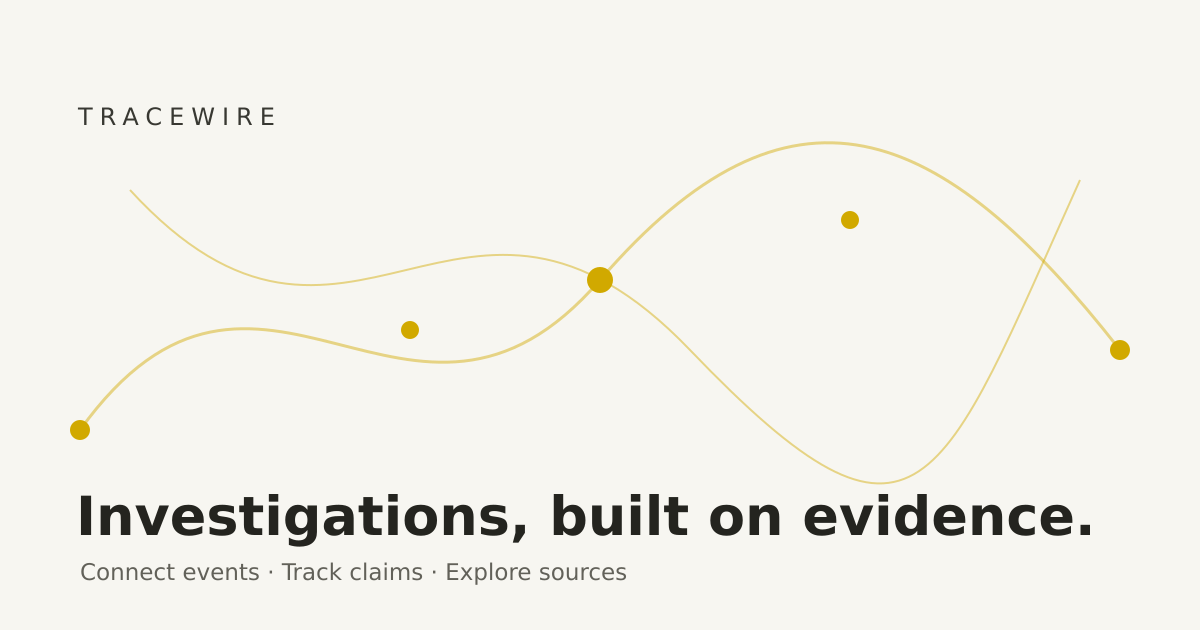 TRACEWIRE
Investigations, built on evidence.
Connect events · Track claims · Explore sources